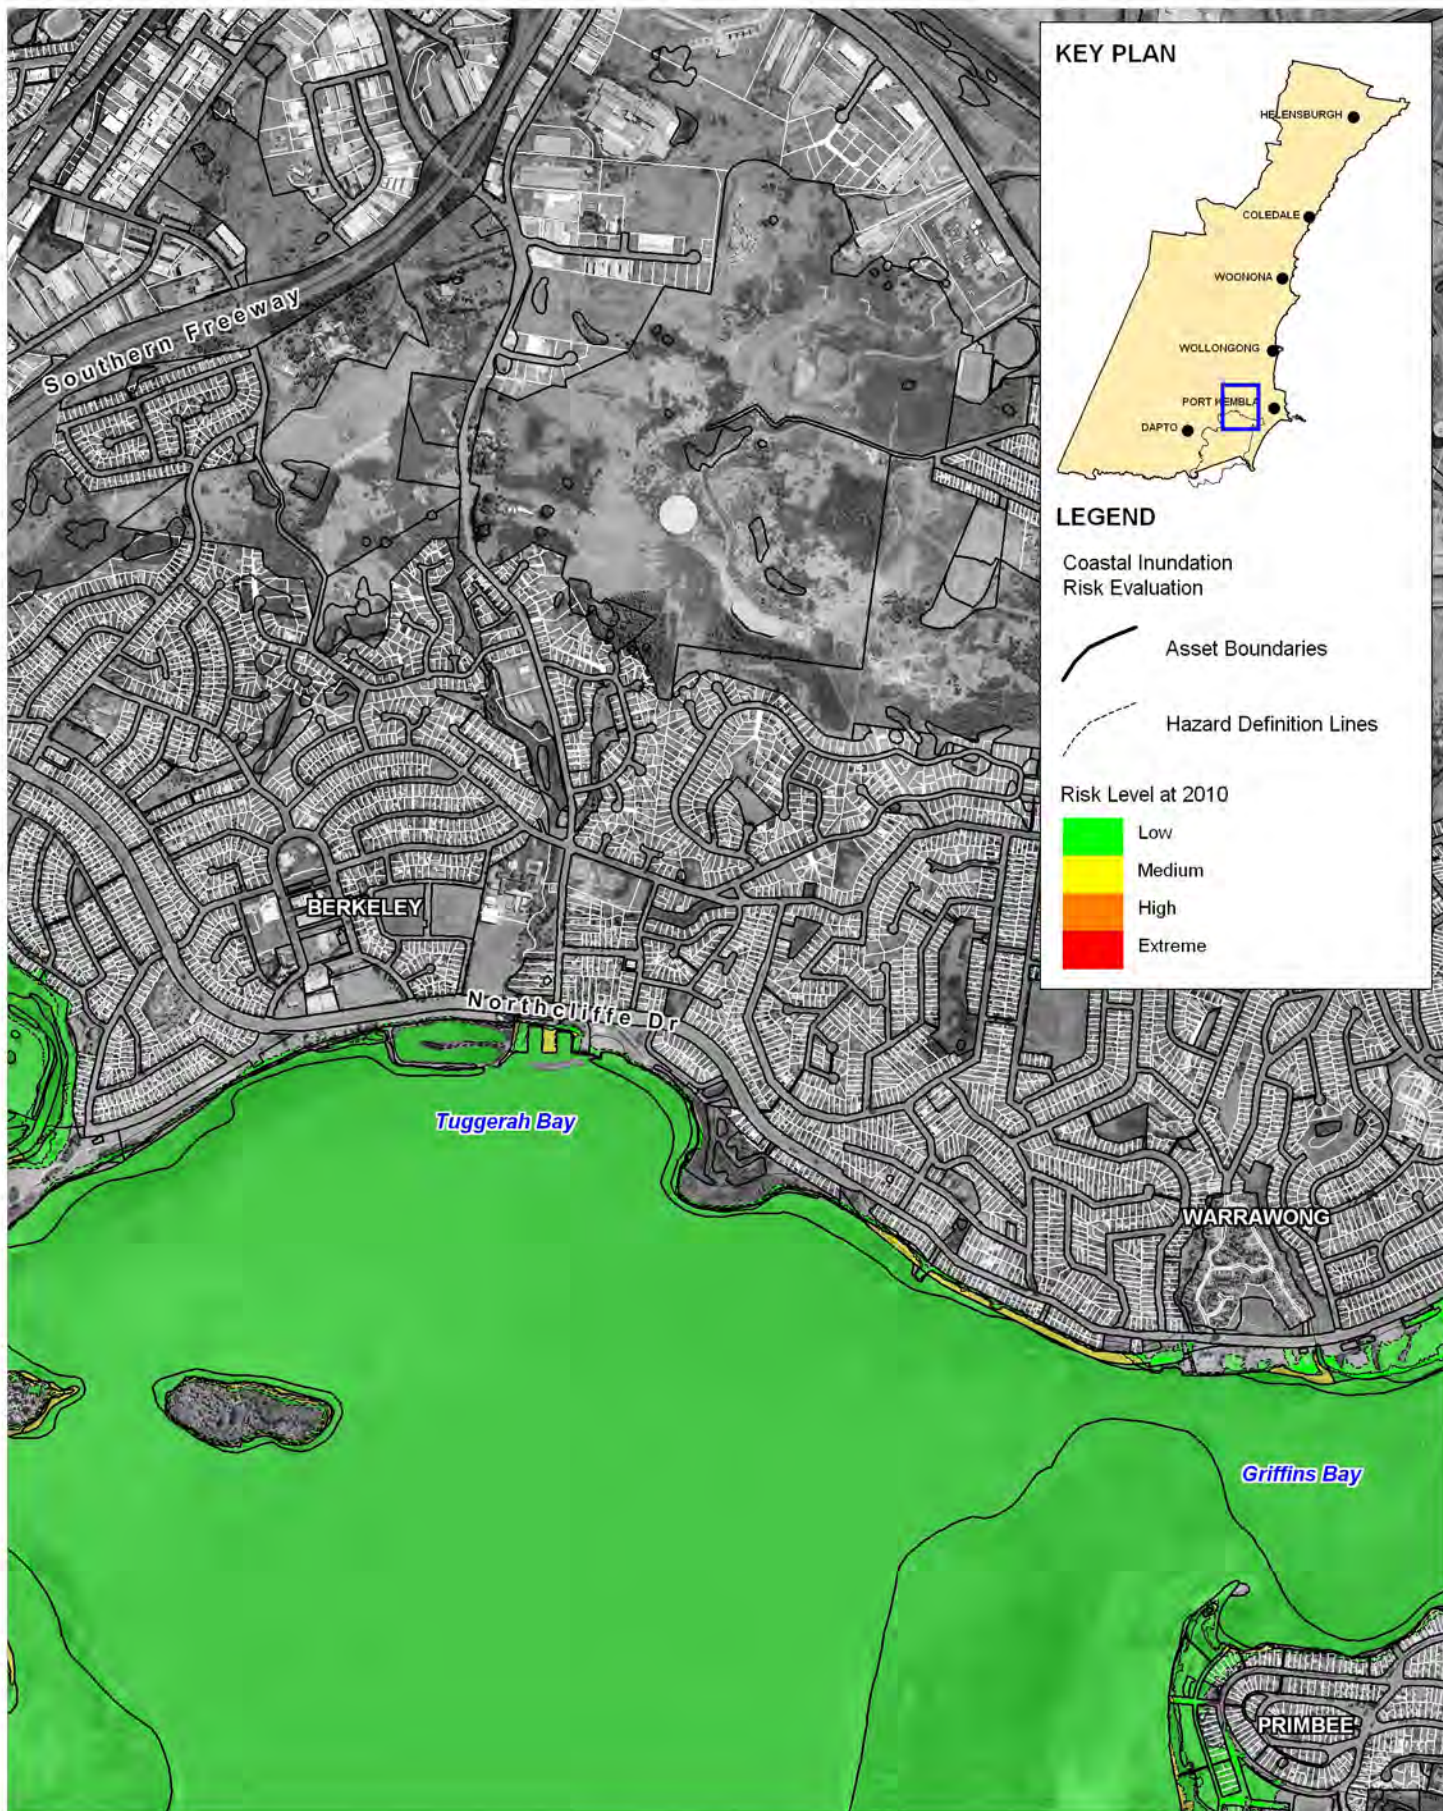 KEY PLAN
HELENSBURGH
COLEDALE
WOONONA
WOLLONGONG
PORT KEMBLA
DAPTO
LEGEND
Coastal Inundation
Risk Evaluation
Asset Boundaries
Hazard Definition Lines
Risk Level at 2010
Low
Medium
High
Extreme
Southern Freeway
BERKELEY
Northcliffe Dr
Tuggerah Bay
WARRAWONG
Griffins Bay
PRIMBEE